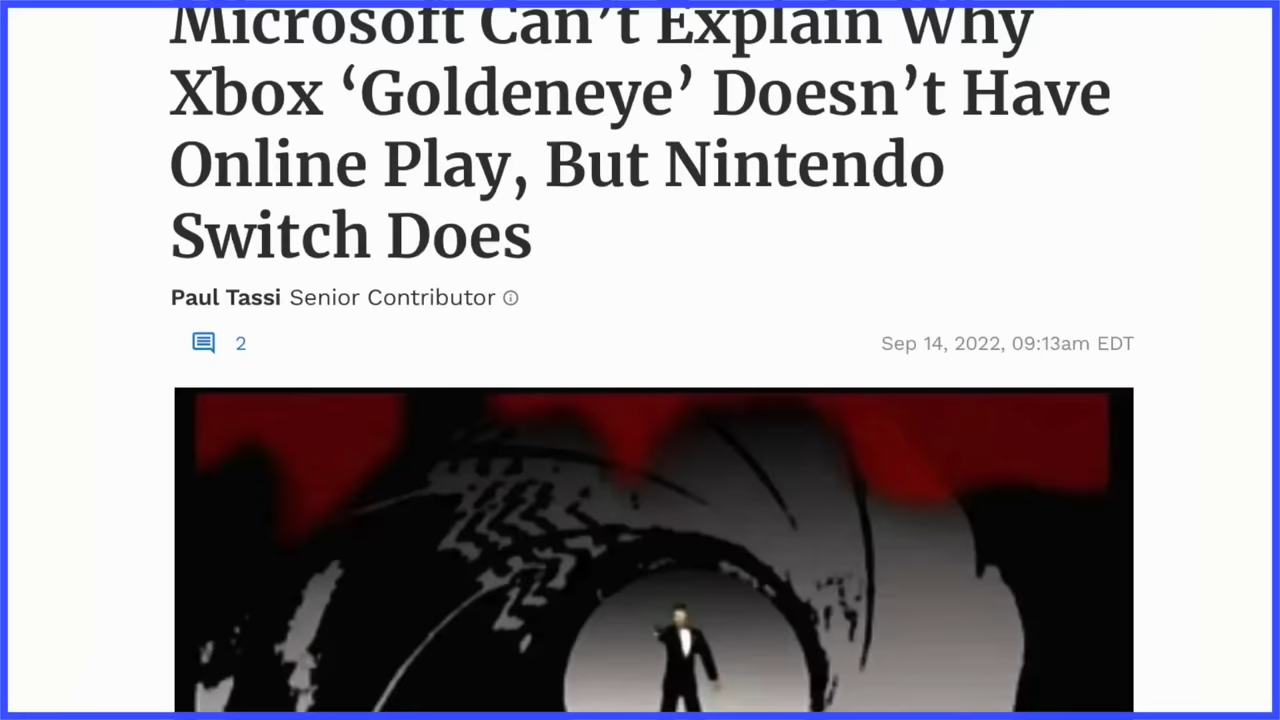 Microsoft Can’t Explain Why
Xbox ‘Goldeneye’ Doesn’t Have
Online Play, But Nintendo
Switch Does
Paul Tassi Senior Contributor
2
Sep 14, 2022, 09:13am EDT